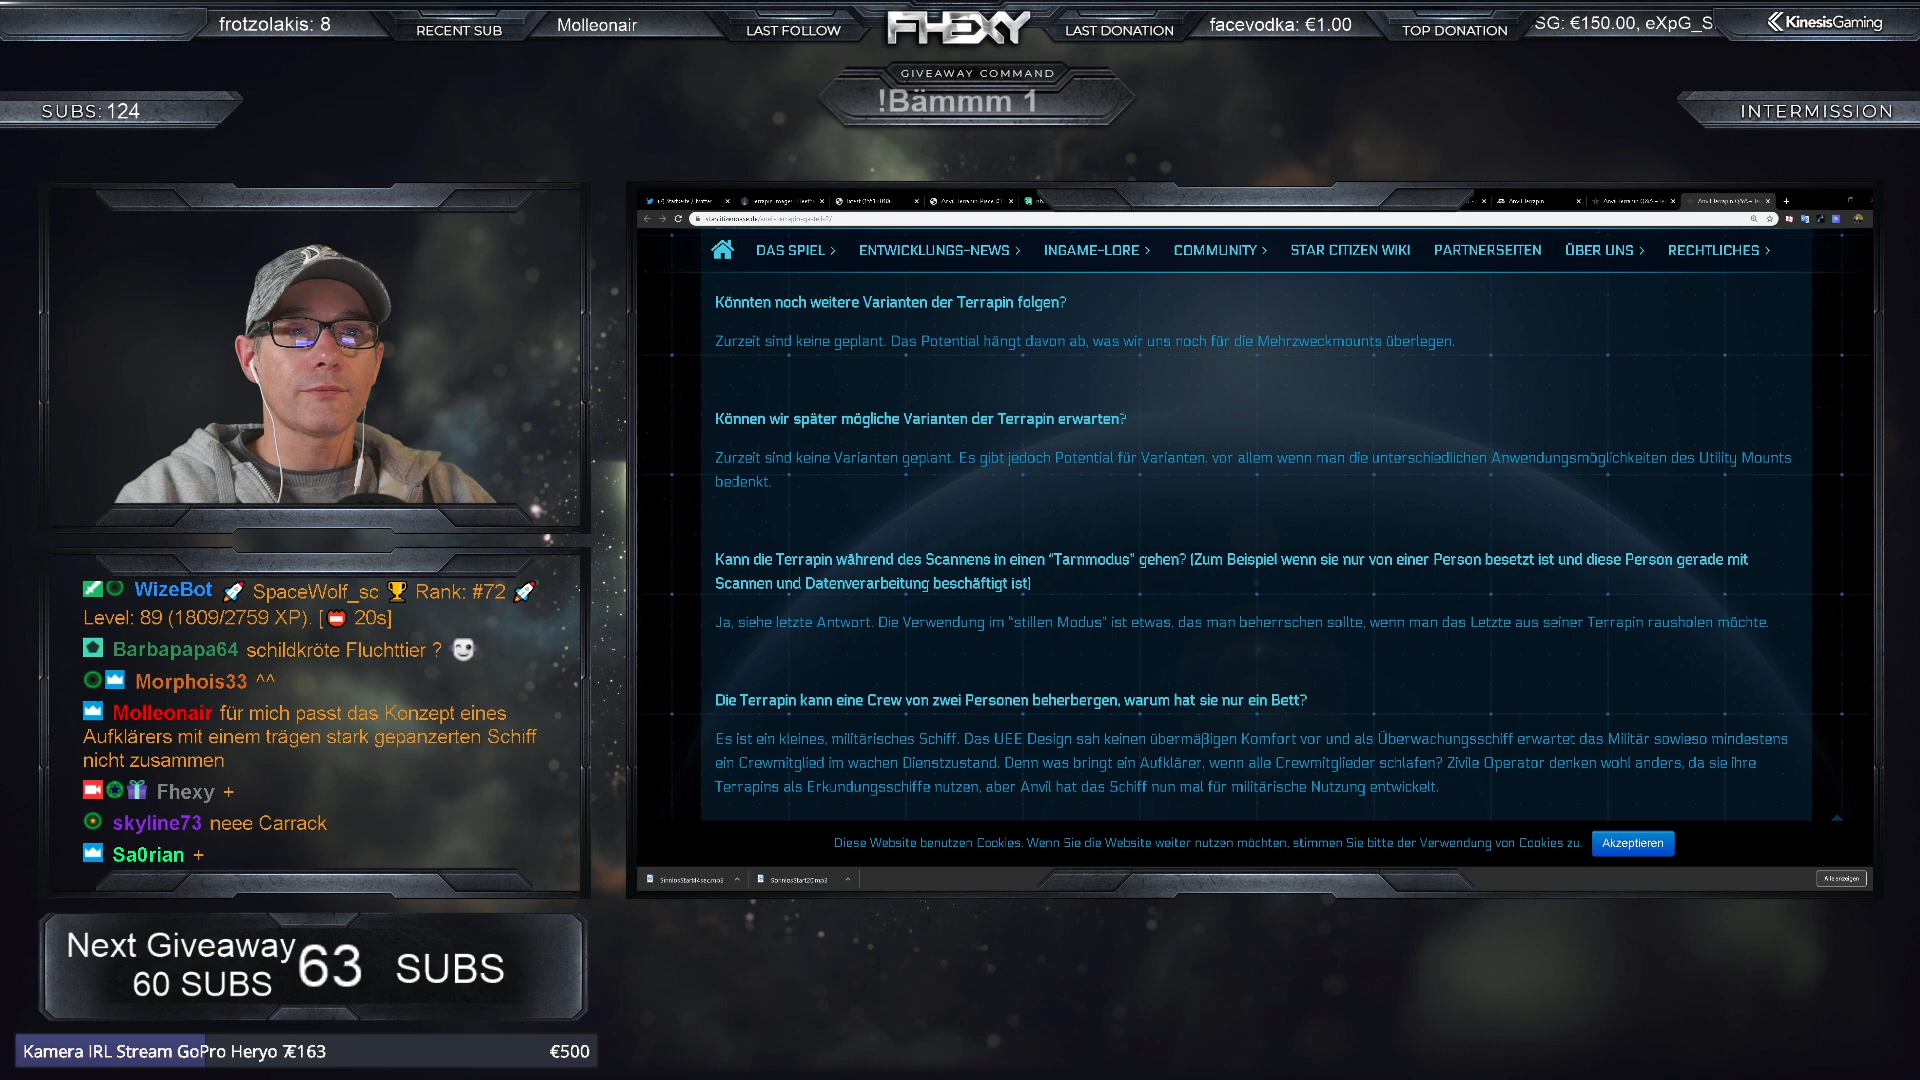 frotzolakis: 8
RECENT SUB
Molleonair
LAST FOLLOW
FHEXY
LAST DONATION
facevodka: €1.00
TOP DONATION
SG: €150.00, eXpG_S
KinesisGaming
GIVEAWAY COMMAND
!Bämmm 1
SUBS: 124
INTERMISSION
DAS SPIEL > ENTWICKLUNGS-NEWS > INGAME-LORE > COMMUNITY > STAR CITIZEN WIKI PARTNERSEITEN ÜBER UNS > RECHTLICHES >
Könnten noch weitere Varianten der Terrapin folgen?
Zurzeit sind keine geplant. Das Potential hängt davon ab, was wir uns noch für die Mehrzweckmounts überlegen.
Können wir später mögliche Varianten der Terrapin erwarten?
Zurzeit sind keine Varianten geplant. Es gibt jedoch Potential für Varianten, vor allem wenn man die unterschiedlichen Anwendungsmöglichkeiten des Utility Mounts
bedenkt.
Kann die Terrapin während des Scannens in einen "Tarnmodus" gehen? [Zum Beispiel wenn sie nur von einer Person besetzt ist und diese Person gerade mit
Scannen und Datenverarbeitung beschäftigt ist]
Ja, siehe letzte Antwort. Die Verwendung im "stillen Modus" ist etwas, das man beherrschen sollte, wenn man das Letzte aus seiner Terrapin rausholen möchte.
Die Terrapin kann eine Crew von zwei Personen beherbergen, warum hat sie nur ein Bett?
Es ist ein kleines, militärisches Schiff. Das UEE Design sah keinen übermäßigen Komfort vor und als Überwachungsschiff erwartet das Militär sowieso mindestens
ein Crewmitglied im wachen Dienstzustand. Denn was bringt ein Aufklärer, wenn alle Crewmitglieder schlafen? Zivile Operator denken wohl anders, da sie ihre
Terrapins als Erkundungsschiffe nutzen, aber Anvil hat das Schiff nun mal für militärische Nutzung entwickelt.
Diese Website benutzen Cookies. Wenn Sie die Website weiter nutzen möchten, stimmen Sie bitte der Verwendung von Cookies zu.
Akzeptieren
Alle anzeigen
WizeBot SpaceWolf_sc Rank: #72
Level: 89 (1809/2759 XP). [ 20s]
Barbapapa64 schildkröte Fluchttier ?
Morphois33 ^^
Molleonair für mich passt das Konzept eines
Aufklärers mit einem trägen stark gepanzerten Schiff
nicht zusammen
Fhexy +
skyline73 neee Carrack
Sa0rian +
Next Giveaway
60 SUBS
63 SUBS
Kamera IRL Stream GoPro Heryo €163
€500